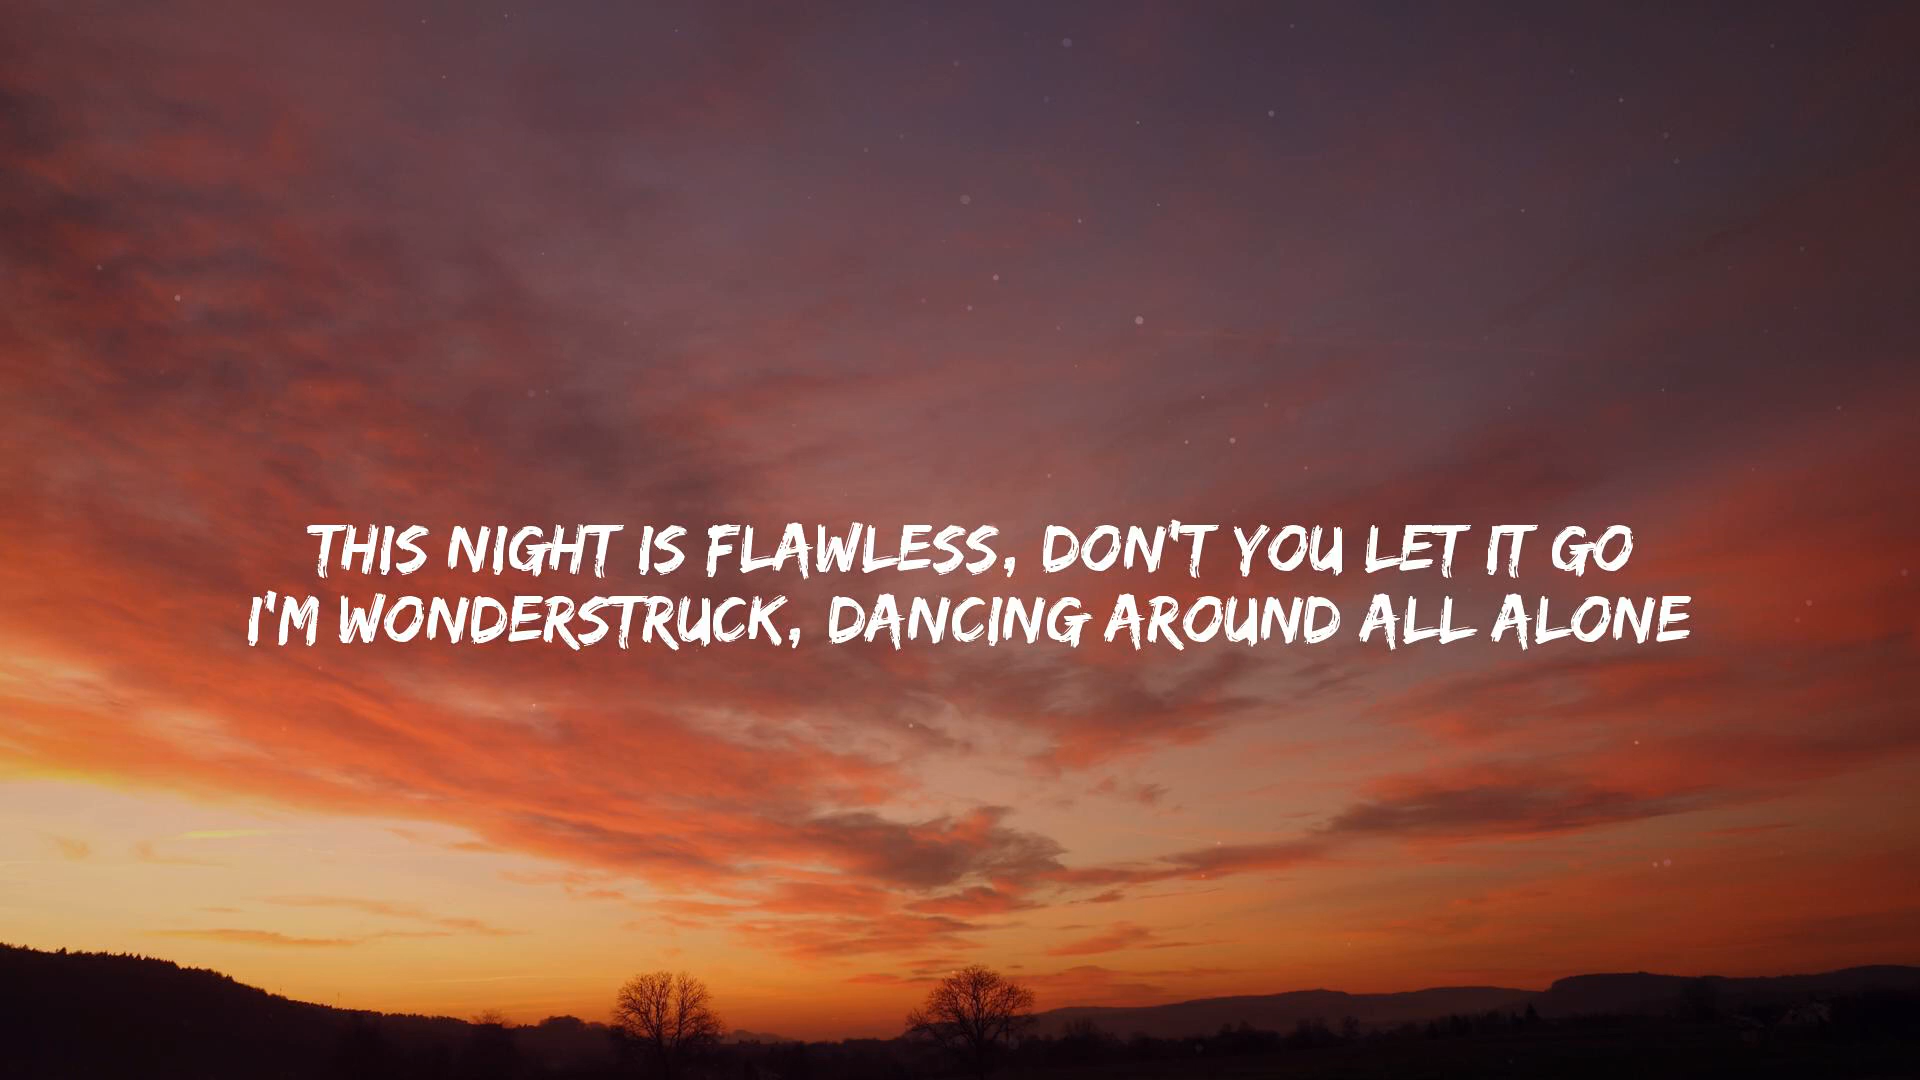 THIS NIGHT IS FLAWLESS, DON'T YOU LET IT GO
I'M WONDERSTRUCK, DANCING AROUND ALL ALONE